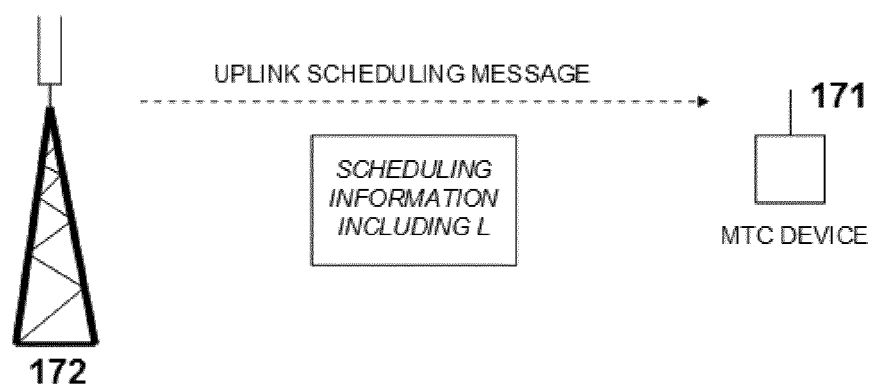 UPLINK SCHEDULING MESSAGE
171
SCHEDULING
INFORMATION
INCLUDING L
MTC DEVICE
172